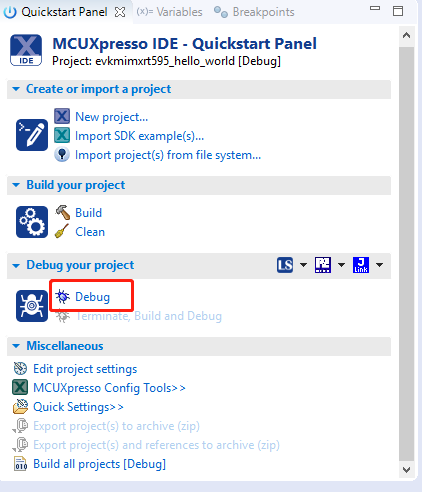 Quickstart Panel (x)= Variables Breakpoints
X
IDE
MCUXpresso IDE - Quickstart Panel
Project: evkmimxrt595_hello_world [Debug]
Create or import a project
New project...
Import SDK example(s)...
Import project(s) from file system...
Build your project
Build
Clean
Debug your project LS J Link
Debug
Terminate, Build and Debug
Miscellaneous
Edit project settings
MCUXpresso Config Tools>>
Quick Settings>>
Export project(s) to archive (zip)
Export project(s) and references to archive (zip)
010 Build all projects [Debug]